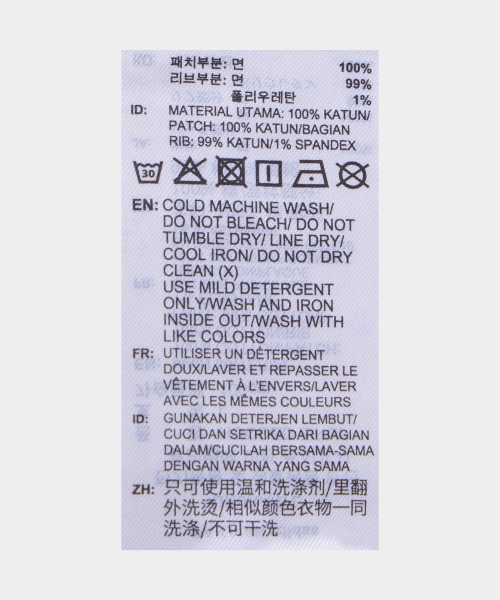 패치부분: 면 100%
리브부분: 면 99%
폴리우레탄 1%
ID: MATERIAL UTAMA: 100% KATUN/
PATCH: 100% KATUN/BAGIAN
RIB: 99% KATUN/1% SPANDEX
30
EN: COLD MACHINE WASH/
DO NOT BLEACH/ DO NOT
TUMBLE DRY/ LINE DRY/
COOL IRON/ DO NOT DRY
CLEAN (X)
USE MILD DETERGENT
ONLY/WASH AND IRON
INSIDE OUT/WASH WITH
LIKE COLORS
FR: UTILISER UN DÉTERGENT
DOUX/LAVER ET REPASSER LE
VÊTEMENT À L'ENVERS/LAVER
AVEC LES MÊMES COULEURS
ID: GUNAKAN DETERJEN LEMBUT/
CUCI DAN SETRIKA DARI BAGIAN
DALAM/CUCILAH BERSAMA-SAMA
DENGAN WARNA YANG SAMA
ZH: 只可使用温和洗涤剂/里翻
外洗烫/相似颜色衣物一同
洗涤/不可干洗